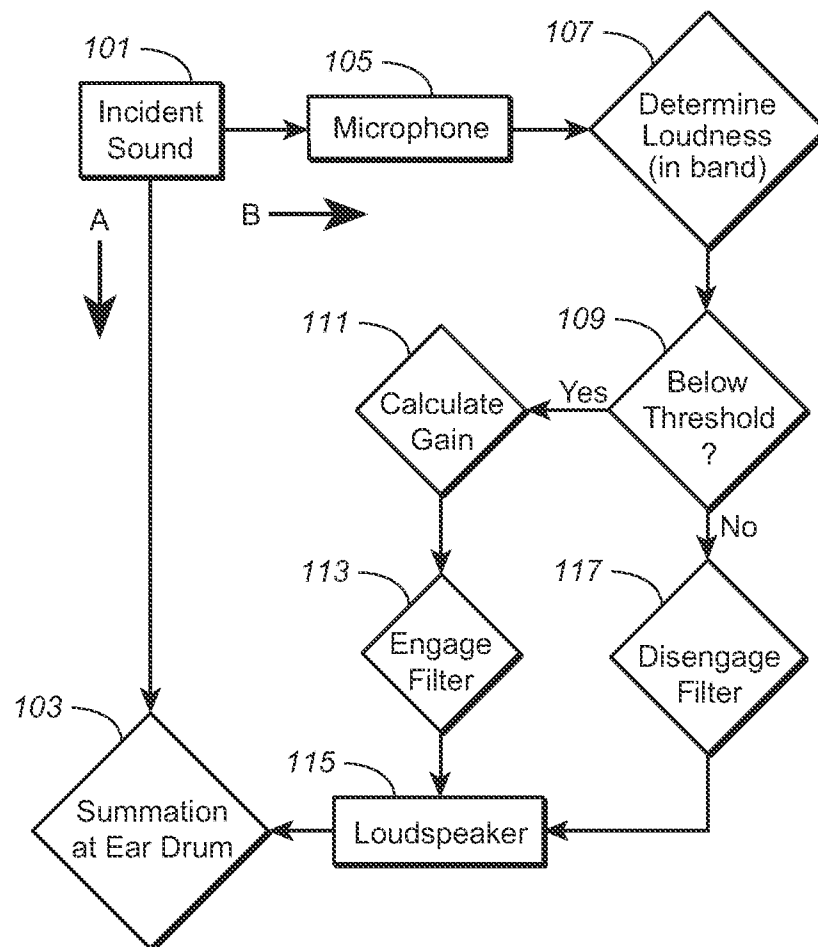 101
Incident
Sound
105
Microphone
107
Determine
Loudness
(in band)
A
B
109
Below
Threshold
?
Yes
No
111
Calculate
Gain
113
Engage
Filter
117
Disengage
Filter
103
Summation
at Ear Drum
115
Loudspeaker